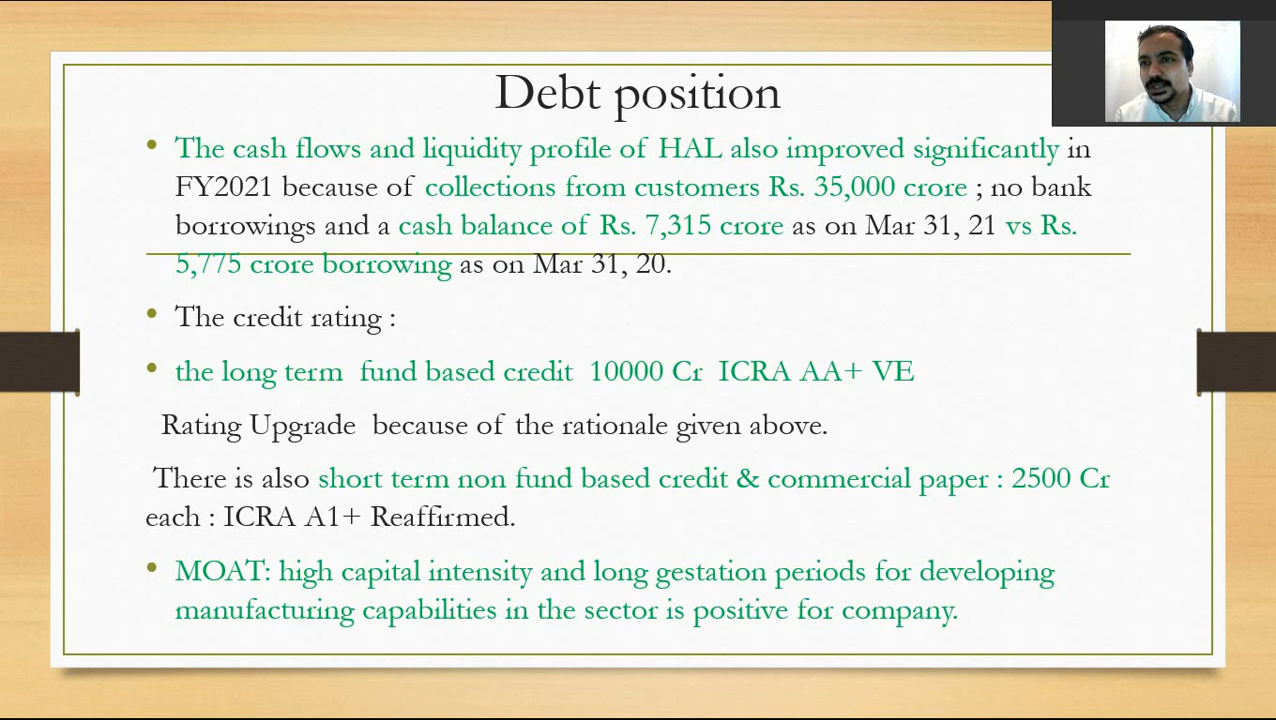 Debt position
• The cash flows and liquidity profile of HAL also improved significantly in
FY2021 because of collections from customers Rs. 35,000 crore ; no bank
borrowings and a cash balance of Rs. 7,315 crore as on Mar 31, 21 vs Rs.
5,775 crore borrowing as on Mar 31, 20.
• The credit rating :
• the long term fund based credit 10000 Cr ICRA AA+ VE
Rating Upgrade because of the rationale given above.
There is also short term non fund based credit & commercial paper : 2500 Cr
each : ICRA A1+ Reaffirmed.
• MOAT: high capital intensity and long gestation periods for developing
manufacturing capabilities in the sector is positive for company.